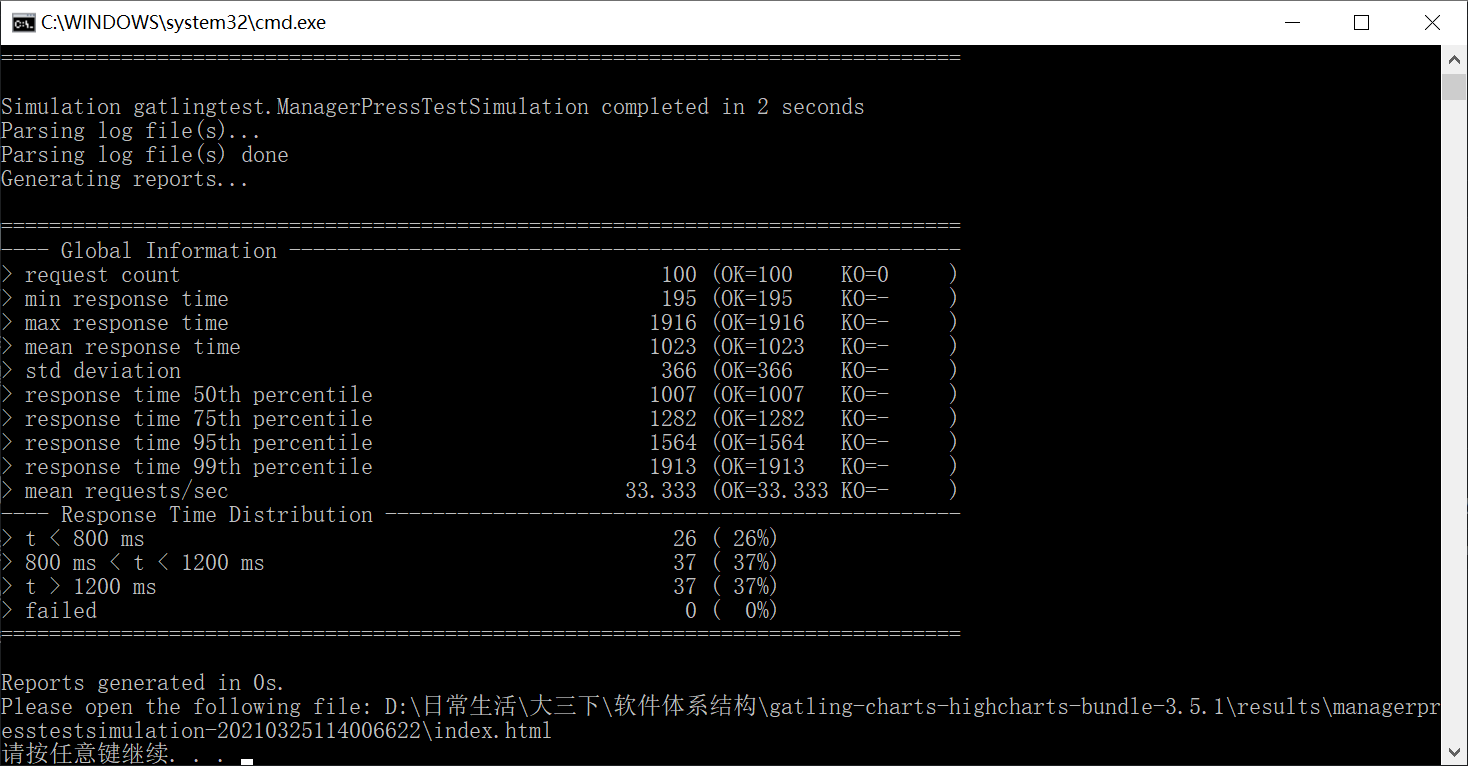 C:\WINDOWS\system32\cmd.exe
================================================================================
Simulation gatlingtest.ManagerPressTestSimulation completed in 2 seconds
Parsing log file(s)...
Parsing log file(s) done
Generating reports...
================================================================================
---- Global Information --------------------------------------------------------
> request count                                        100 (OK=100    KO=0     )
> min response time                                    195 (OK=195    KO=-     )
> max response time                                   1916 (OK=1916   KO=-     )
> mean response time                                  1023 (OK=1023   KO=-     )
> std deviation                                        366 (OK=366    KO=-     )
> response time 50th percentile                       1007 (OK=1007   KO=-     )
> response time 75th percentile                       1282 (OK=1282   KO=-     )
> response time 95th percentile                       1564 (OK=1564   KO=-     )
> response time 99th percentile                       1913 (OK=1913   KO=-     )
> mean requests/sec                                 33.333 (OK=33.333 KO=-     )
---- Response Time Distribution ------------------------------------------------
> t < 800 ms                                            26 ( 26%)
> 800 ms < t < 1200 ms                                  37 ( 37%)
> t > 1200 ms                                           37 ( 37%)
> failed                                                 0 (  0%)
================================================================================
Reports generated in 0s.
Please open the following file: D:\日常生活\大三下\软件体系结构\gatling-charts-highcharts-bundle-3.5.1\results\managerpr
esstestsimulation-20210325114006622\index.html
请按任意键继续. . .